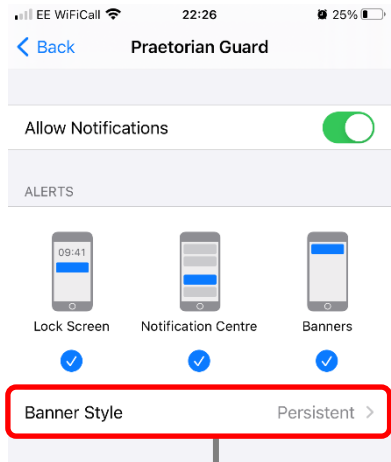 EE WiFiCall 22:26 25%
Back Praetorian Guard
Allow Notifications
ALERTS
09:41
Lock Screen Notification Centre Banners
Banner Style Persistent